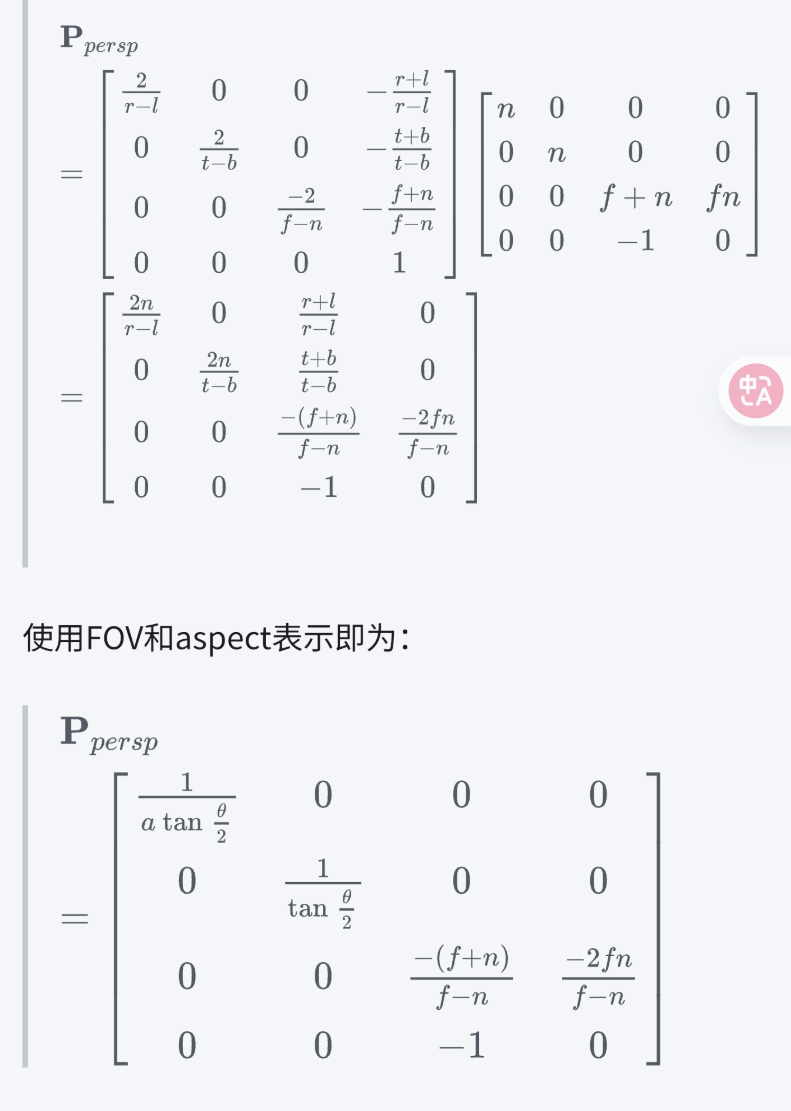 P_{persp}
= \begin{bmatrix} \frac{2}{r-l} & 0 & 0 & -\frac{r+l}{r-l} \\ 0 & \frac{2}{t-b} & 0 & -\frac{t+b}{t-b} \\ 0 & 0 & \frac{-2}{f-n} & -\frac{f+n}{f-n} \\ 0 & 0 & 0 & 1 \end{bmatrix} \begin{bmatrix} n & 0 & 0 & 0 \\ 0 & n & 0 & 0 \\ 0 & 0 & f+n & fn \\ 0 & 0 & -1 & 0 \end{bmatrix}
= \begin{bmatrix} \frac{2n}{r-l} & 0 & \frac{r+l}{r-l} & 0 \\ 0 & \frac{2n}{t-b} & \frac{t+b}{t-b} & 0 \\ 0 & 0 & \frac{-(f+n)}{f-n} & \frac{-2fn}{f-n} \\ 0 & 0 & -1 & 0 \end{bmatrix}
中A
使用FOV和aspect表示即为：
P_{persp}
= \begin{bmatrix} \frac{1}{a \tan \frac{\theta}{2}} & 0 & 0 & 0 \\ 0 & \frac{1}{\tan \frac{\theta}{2}} & 0 & 0 \\ 0 & 0 & \frac{-(f+n)}{f-n} & \frac{-2fn}{f-n} \\ 0 & 0 & -1 & 0 \end{bmatrix}